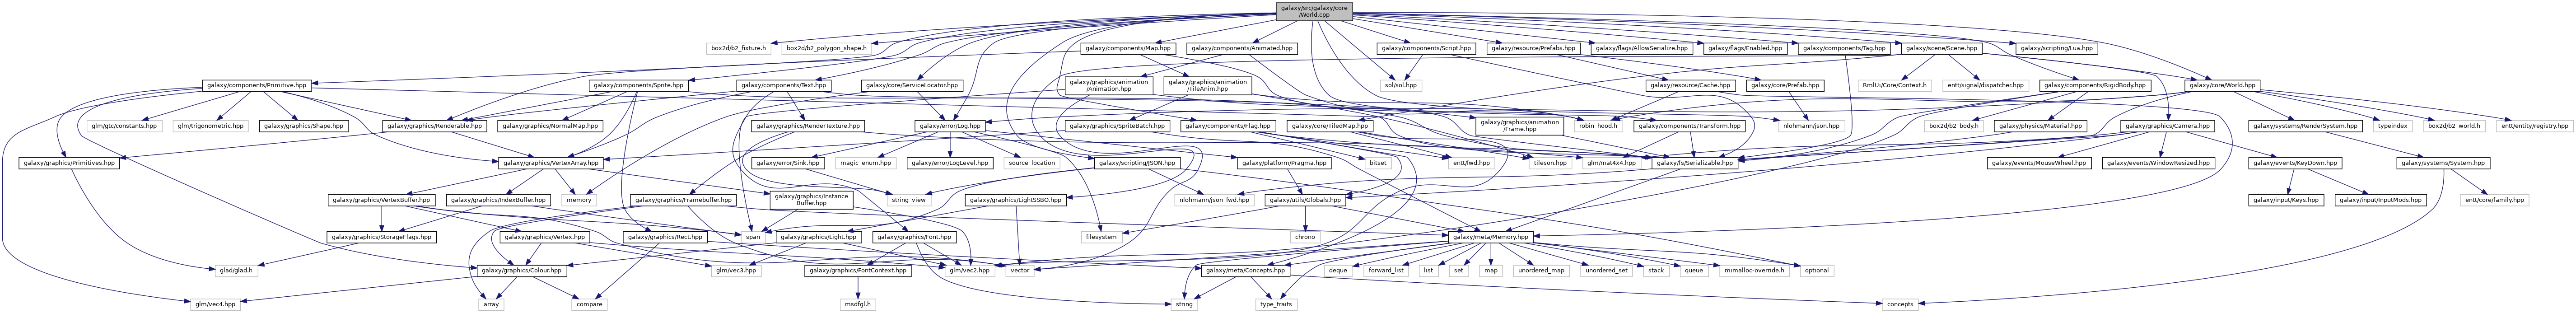 galaxy/src/galaxy/core
/World.cpp
box2d/b2_fixture.h
box2d/b2_polygon_shape.h
galaxy/components/Map.hpp
galaxy/components/Animated.hpp
galaxy/components/Script.hpp
galaxy/resource/Prefabs.hpp
galaxy/flags/AllowSerialize.hpp
galaxy/flags/Enabled.hpp
galaxy/components/Tag.hpp
galaxy/scene/Scene.hpp
galaxy/scripting/Lua.hpp
galaxy/components/Primitive.hpp
galaxy/components/Sprite.hpp
galaxy/components/Text.hpp
galaxy/core/ServiceLocator.hpp
galaxy/graphics/animation
/Animation.hpp
galaxy/graphics/animation
/TileAnim.hpp
sol/sol.hpp
galaxy/resource/Cache.hpp
galaxy/core/Prefab.hpp
RmlUi/Core/Context.h
entt/signal/dispatcher.hpp
galaxy/components/RigidBody.hpp
galaxy/core/World.hpp
glm/gtc/constants.hpp
glm/trigonometric.hpp
galaxy/graphics/Shape.hpp
galaxy/graphics/Renderable.hpp
galaxy/graphics/NormalMap.hpp
galaxy/graphics/RenderTexture.hpp
galaxy/error/Log.hpp
galaxy/graphics/SpriteBatch.hpp
galaxy/components/Flag.hpp
galaxy/core/TiledMap.hpp
galaxy/graphics/animation
/Frame.hpp
robin_hood.h
galaxy/components/Transform.hpp
nlohmann/json.hpp
box2d/b2_body.h
galaxy/physics/Material.hpp
galaxy/graphics/Camera.hpp
galaxy/systems/RenderSystem.hpp
typeindex
box2d/b2_world.h
entt/entity/registry.hpp
galaxy/graphics/Primitives.hpp
galaxy/graphics/VertexArray.hpp
galaxy/error/Sink.hpp
magic_enum.hpp
galaxy/error/LogLevel.hpp
source_location
galaxy/scripting/JSON.hpp
galaxy/platform/Pragma.hpp
bitset
entt/fwd.hpp
tileson.hpp
glm/mat4x4.hpp
galaxy/fs/Serializable.hpp
galaxy/events/MouseWheel.hpp
galaxy/events/WindowResized.hpp
galaxy/events/KeyDown.hpp
galaxy/systems/System.hpp
galaxy/graphics/VertexBuffer.hpp
galaxy/graphics/IndexBuffer.hpp
memory
galaxy/graphics/Framebuffer.hpp
galaxy/graphics/Instance
Buffer.hpp
string_view
galaxy/graphics/LightSSBO.hpp
nlohmann/json_fwd.hpp
galaxy/utils/Globals.hpp
galaxy/input/Keys.hpp
galaxy/input/InputMods.hpp
entt/core/family.hpp
galaxy/graphics/StorageFlags.hpp
galaxy/graphics/Vertex.hpp
galaxy/graphics/Rect.hpp
span
galaxy/graphics/Light.hpp
galaxy/graphics/Font.hpp
filesystem
chrono
galaxy/meta/Memory.hpp
glad/glad.h
galaxy/graphics/Colour.hpp
glm/vec3.hpp
galaxy/graphics/FontContext.hpp
glm/vec2.hpp
vector
galaxy/meta/Concepts.hpp
deque
forward_list
list
set
map
unordered_map
unordered_set
stack
queue
mimalloc-override.h
optional
glm/vec4.hpp
array
compare
msdfgl.h
string
type_traits
concepts